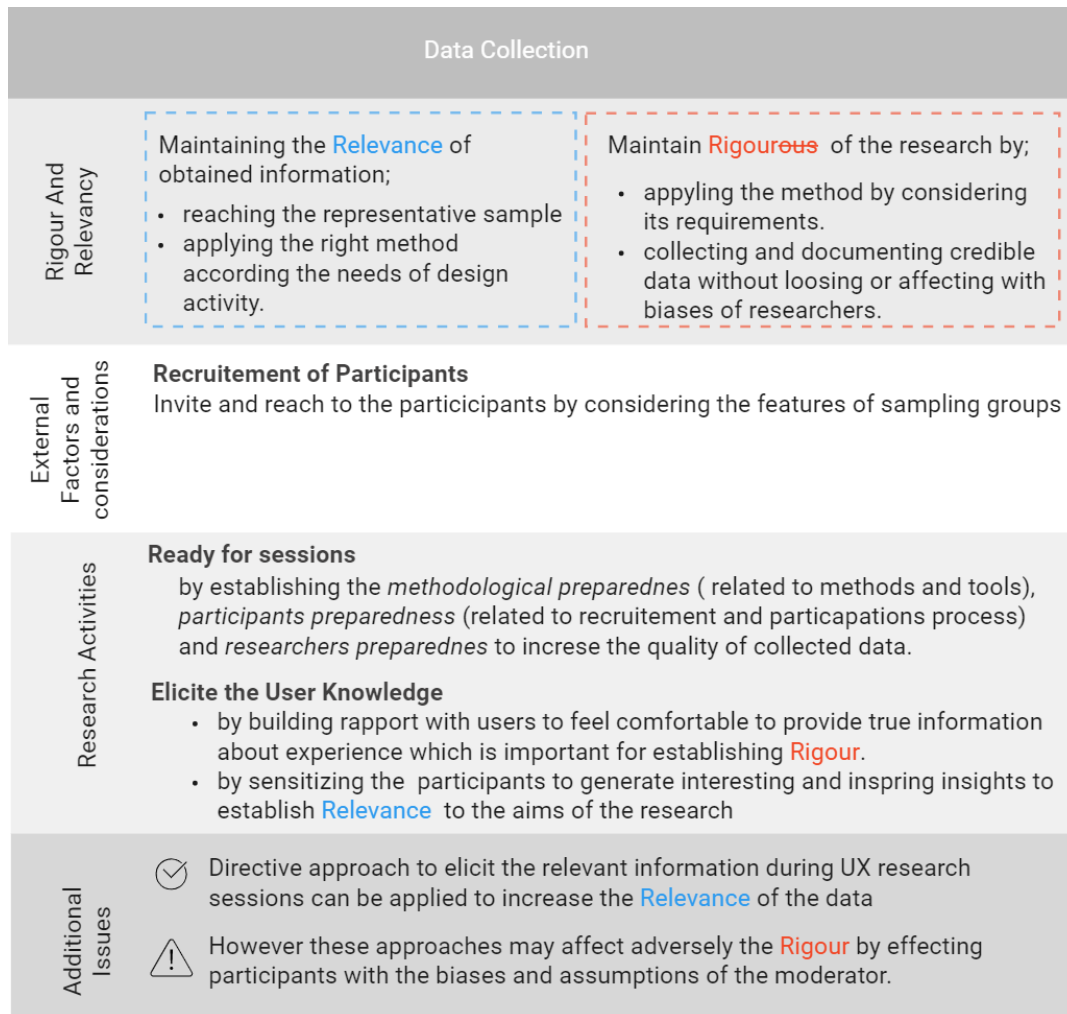 Data Collection
Rigour And
Relevancy
Maintaining the Relevance of
obtained information;
• reaching the representative sample
• applying the right method
according the needs of design
activity.
Maintain Rigourous of the research by;
• appyling the method by considering
its requirements.
• collecting and documenting credible
data without loosing or affecting with
biases of researchers.
External
Factors and
considerations
Recruitement of Participants
Invite and reach to the particicipants by considering the features of sampling groups
Research Activities
Ready for sessions
by establishing the methodological preparednes ( related to methods and tools),
participants preparedness (related to recruitement and particapations process)
and researchers preparednes to increse the quality of collected data.
Elicite the User Knowledge
• by building rapport with users to feel comfortable to provide true information
about experience which is important for establishing Rigour.
• by sensitizing the participants to generate interesting and inspring insights to
establish Relevance to the aims of the research
Additional
Issues
Directive approach to elicit the relevant information during UX research
sessions can be applied to increase the Relevance of the data
However these approaches may affect adversely the Rigour by effecting
participants with the biases and assumptions of the moderator.